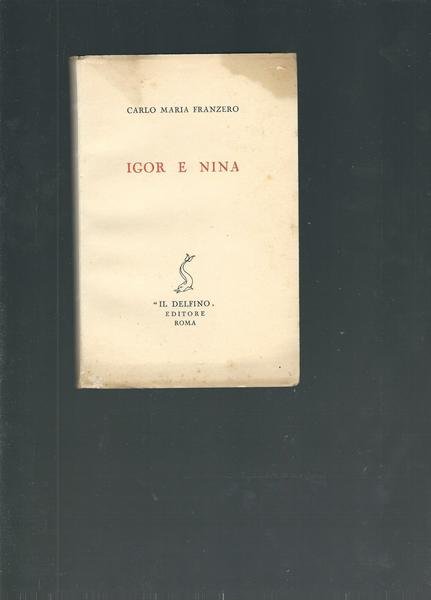 CARLO MARIA FRANZERO
IGOR E NINA
"IL DELFINO„
EDITORE
ROMA